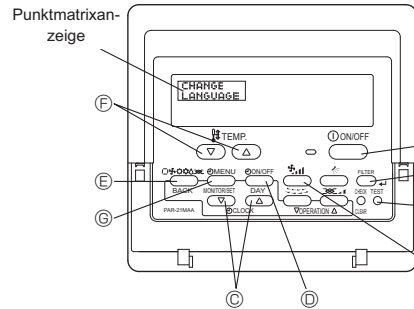 Punktmatrixan-
zeige
CHANGE
LANGUAGE
TEMP.
ON/OFF
Ⓕ
Ⓔ
MENU
ON/OFF
FILTER
BACK
MONITOR/SET
DAY
CHECK TEST
PAR-21MAA
CLOCK
OPERATION
CLEAR
Ⓖ
Ⓒ
Ⓓ